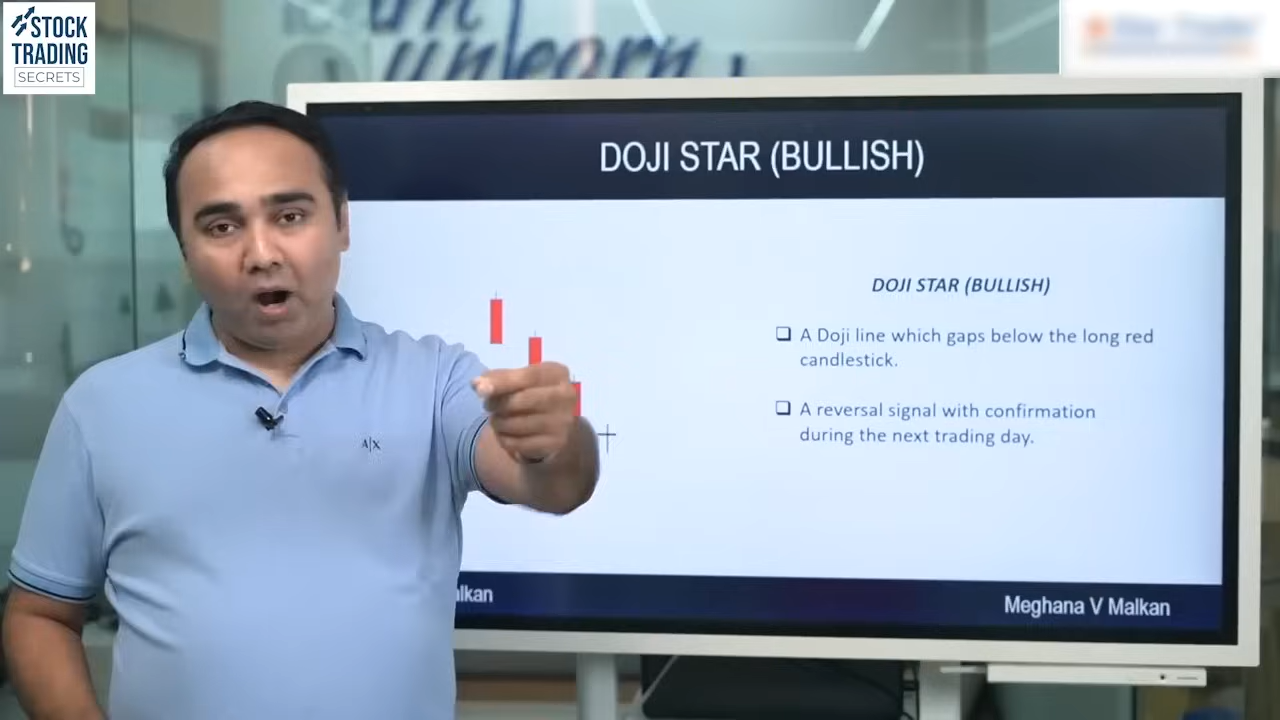 STOCK
TRADING
SECRETS
unlearn
DOJI STAR (BULLISH)
DOJI STAR (BULLISH)
❑ A Doji line which gaps below the long red
candlestick.
❑ A reversal signal with confirmation
during the next trading day.
A|X
Meghana V Malkan